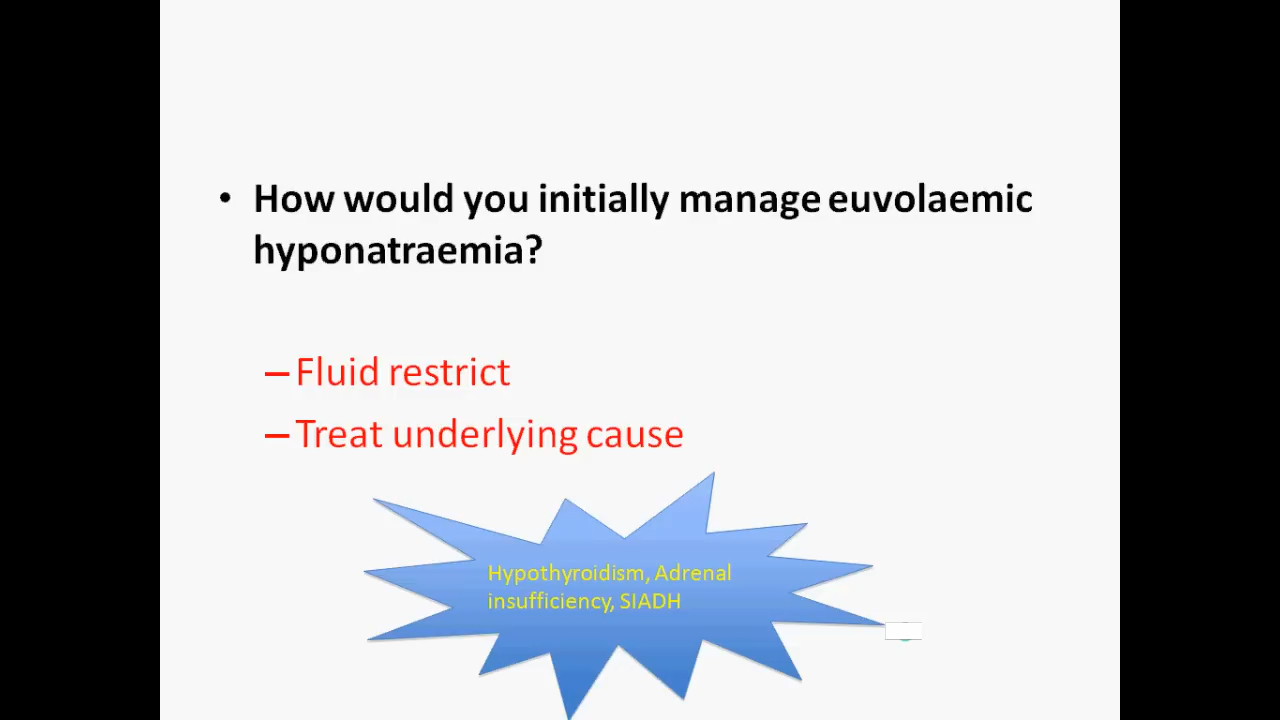 • How would you initially manage euvolaemic
hyponatraemia?
– Fluid restrict
– Treat underlying cause
Hypothyroidism, Adrenal
insufficiency, SIADH